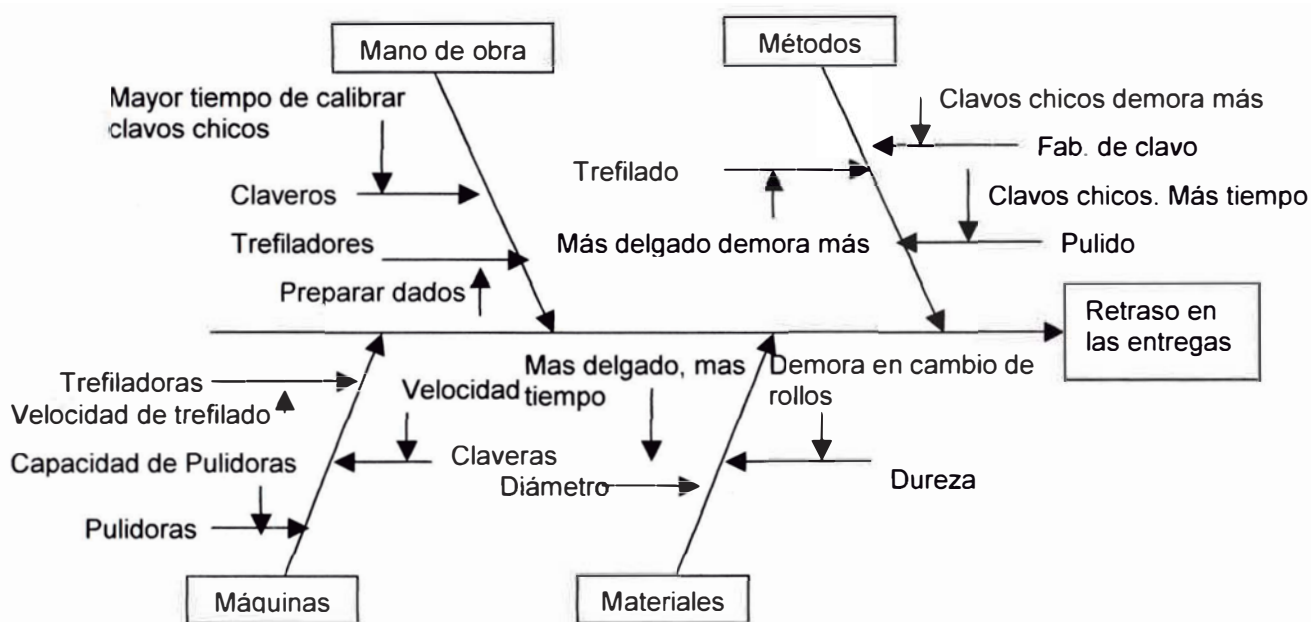 Mano de obra
Métodos
Mayor tiempo de calibrar
clavos chicos
Clavos chicos demora más
Fab. de clavo
Trefilado
Claveros
Clavos chicos. Más tiempo
Trefiladores
Más delgado demora más
Pulido
Preparar dados
Retraso en
las entregas
Mas delgado, mas
tiempo
Demora en cambio de
rollos
Trefiladoras
Velocidad
Velocidad de trefilado
Capacidad de Pulidoras
Claveras
Diámetro
Dureza
Pulidoras
Máquinas
Materiales